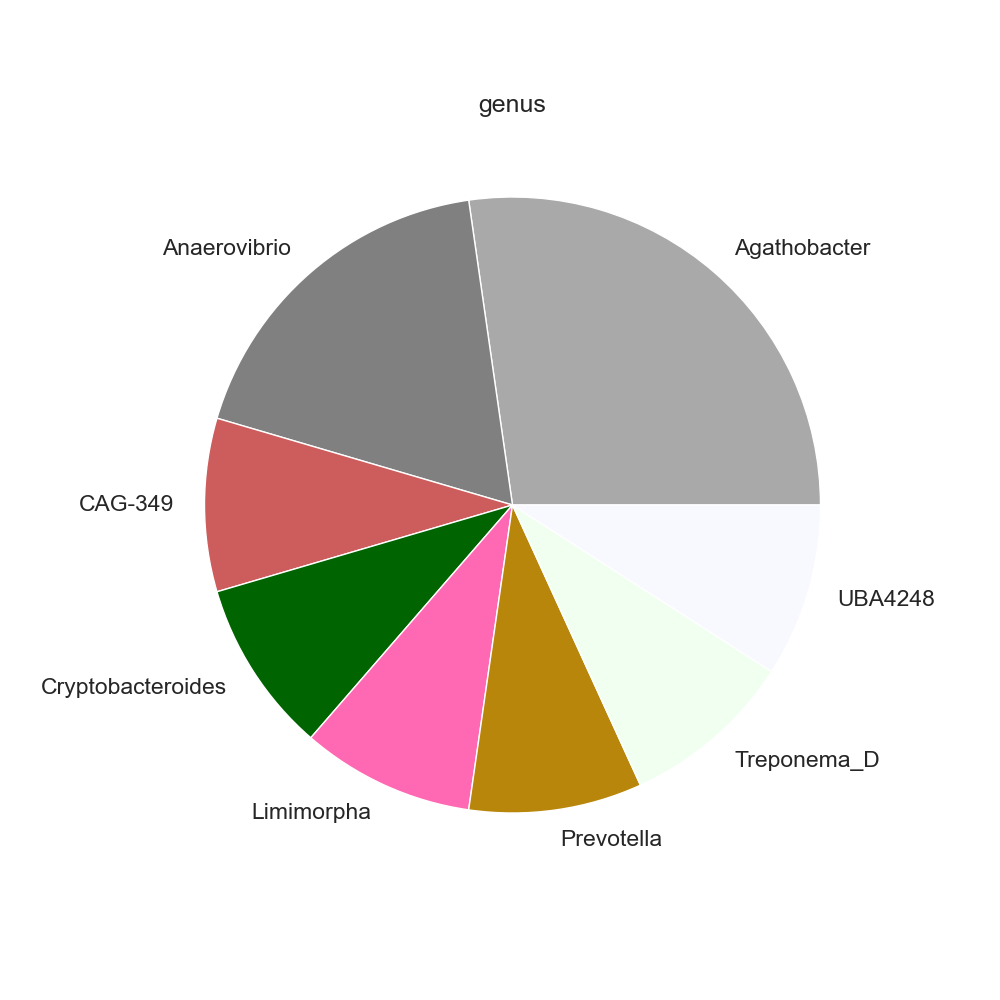 genus
Agathobacter
Anaerovibrio
CAG-349
UBA4248
Cryptobacteroides
Treponema_D
Limimorpha
Prevotella